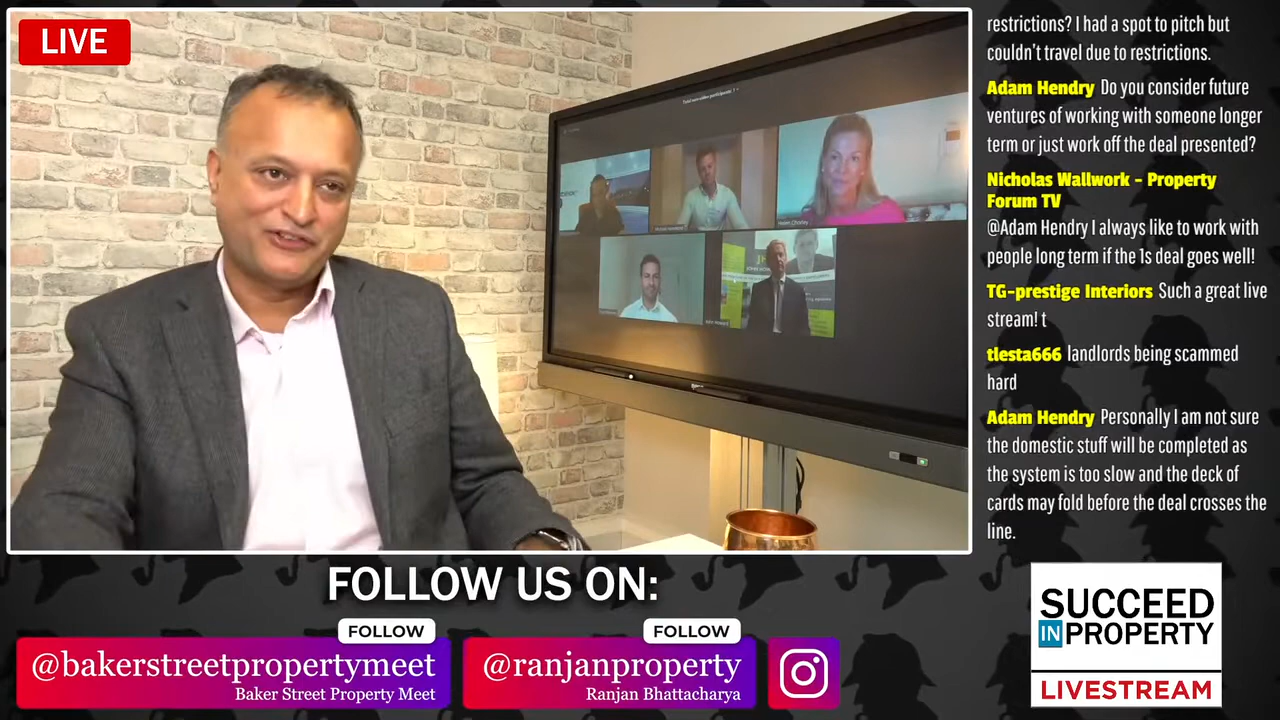 LIVE
restrictions? I had a spot to pitch but
couldn't travel due to restrictions.
Adam Hendry Do you consider future
ventures of working with someone longer
term or just work off the deal presented?
Nicholas Wallwork - Property
Forum TV
@Adam Hendry I always like to work with
people long term if the 1s deal goes well!
TG-prestige Interiors Such a great live
stream! t
tlesta666 landlords being scammed
hard
Adam Hendry Personally I am not sure
the domestic stuff will be completed as
the system is too slow and the deck of
cards may fold before the deal crosses the
line.
FOLLOW US ON:
FOLLOW
@bakerstreetpropertymeet
Baker Street Property Meet
FOLLOW
@ranjanproperty
Ranjan Bhattacharya
SUCCEED
IN PROPERTY
LIVESTREAM